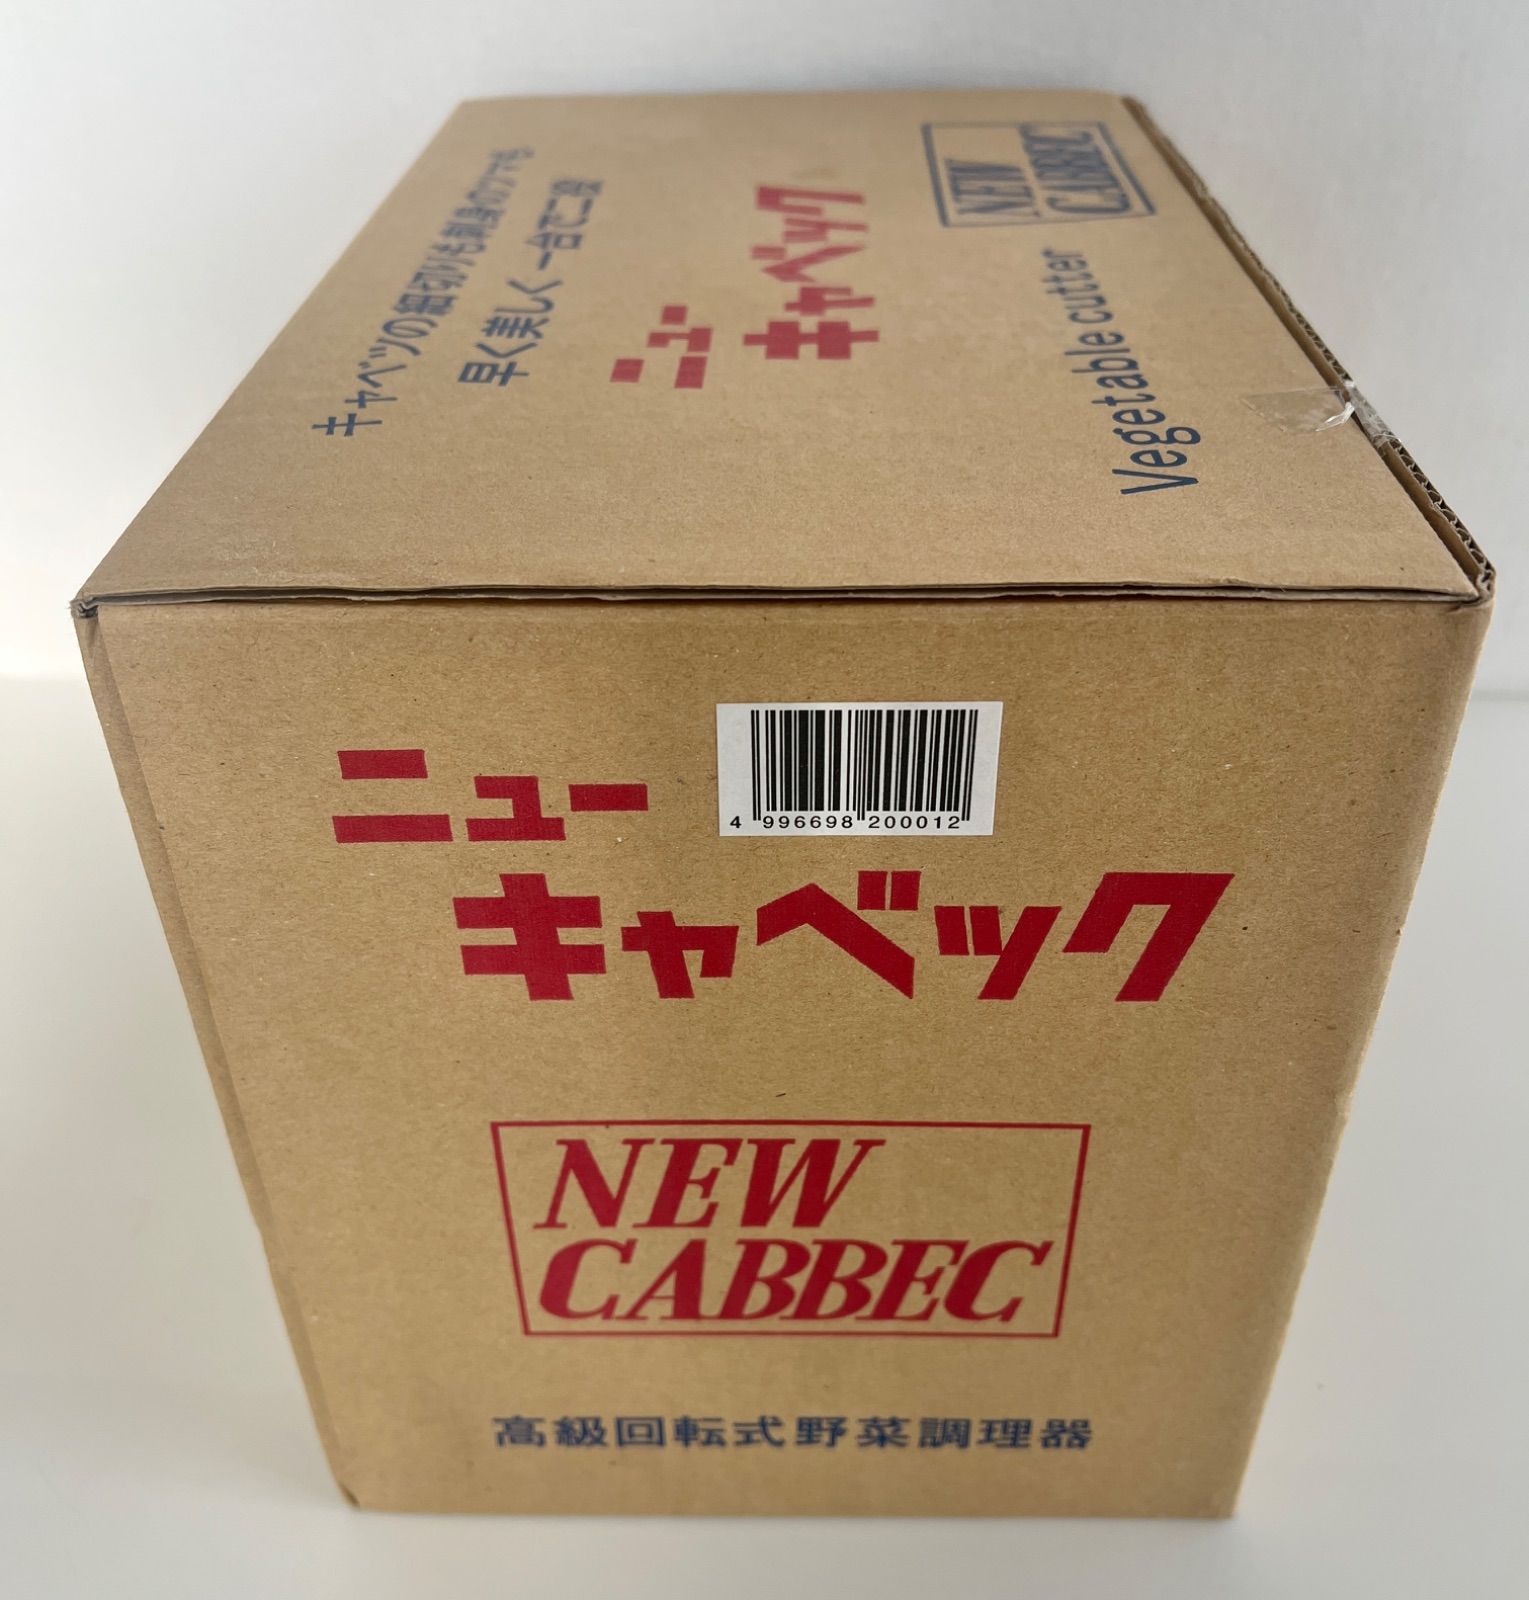 キャベツの細切りも刺身のツマも
早く美しく 一台で二役
ニュー
キャベック
NEW
CABBEC
Vegetable cutter
4 996698 200012
ニュー
キャベック
NEW
CABBEC
高級回転式野菜調理器